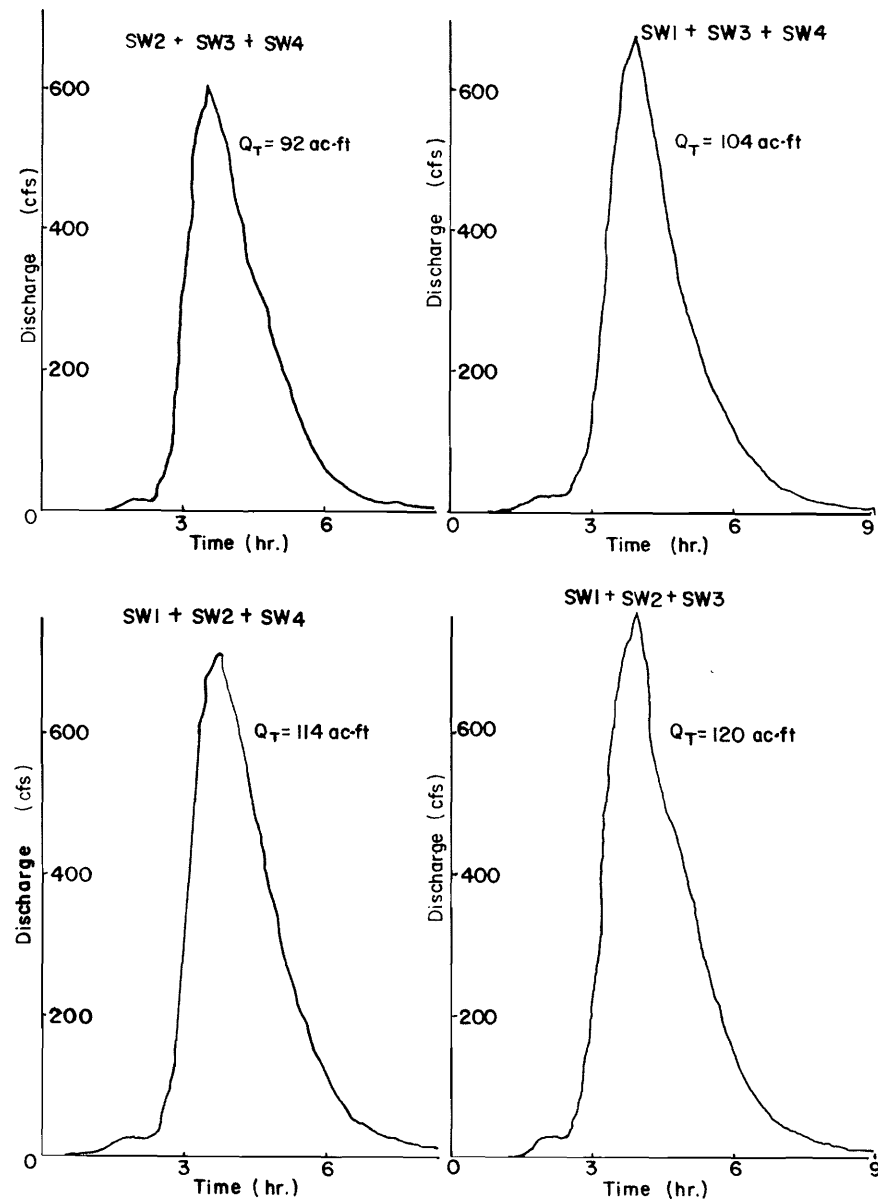 SW2 + SW3 + SW4
600
Q_T = 92 ac-ft
400
200
0
3
6
Discharge (cfs)
Time (hr.)
SW1 + SW3 + SW4
600
Q_T = 104 ac-ft
400
200
0
3
6
9
Discharge (cfs)
Time (hr.)
SW1 + SW2 + SW4
600
Q_T = 114 ac-ft
400
200
0
3
6
Discharge (cfs)
Time (hr.)
SW1 + SW2 + SW3
600
Q_T = 120 ac-ft
400
200
0
3
6
9
Discharge (cfs)
Time (hr.)